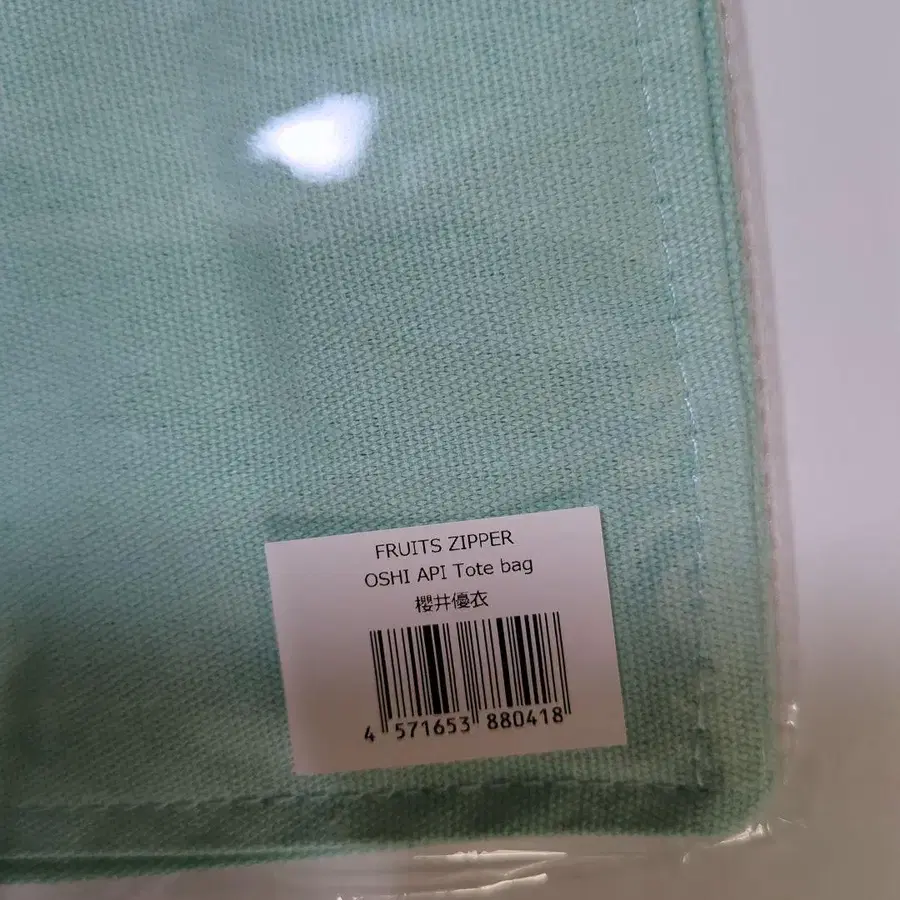 FRUITS ZIPPER
OSHI API Tote bag
櫻井優衣
4 571653 880418